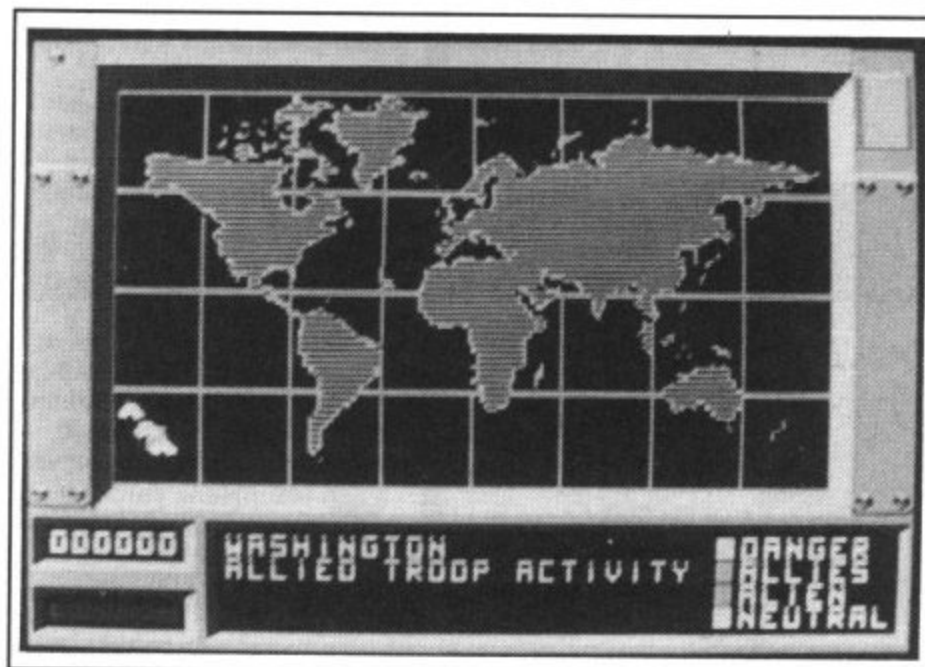 000000
WASHINGTON
ALLIED TROOP ACTIVITY
DANGER
ALLIES
ALIEN
NEUTRAL